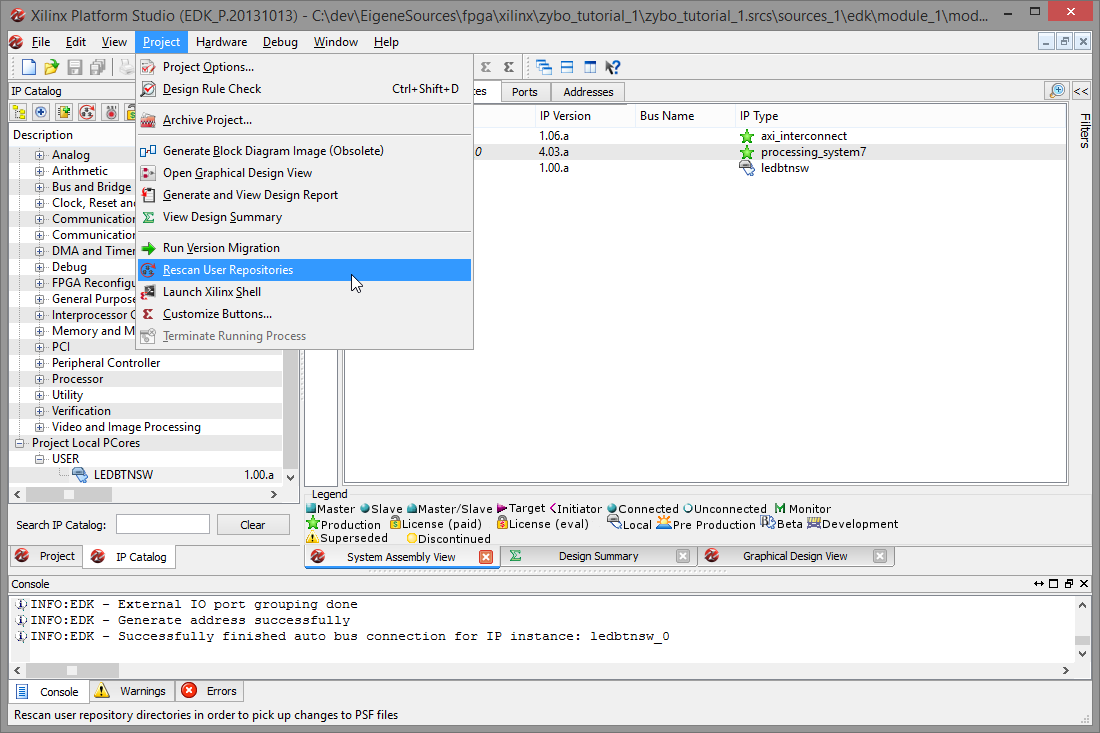 Xilinx Platform Studio (EDK_P.20131013) - C:\dev\EigeneSources\fpga\xilinx\zybo_tutorial_1\zybo_tutorial_1.srcs\sources_1\edk\module_1\mod...
File Edit View Project Hardware Debug Window Help
Project Options...
Design Rule Check Ctrl+Shift+D
Archive Project...
Generate Block Diagram Image (Obsolete)
Open Graphical Design View
Generate and View Design Report
View Design Summary
Run Version Migration
Rescan User Repositories
Launch Xilinx Shell
Customize Buttons...
Terminate Running Process
IP Catalog
Description
Analog
Arithmetic
Bus and Bridge
Clock, Reset and
Communication
Communication
DMA and Timer
Debug
FPGA Reconfigu
General Purpose
Interprocessor C
Memory and M
PCI
Peripheral Controller
Processor
Utility
Verification
Video and Image Processing
Project Local PCores
USER
LEDBTNSW 1.00.a
Search IP Catalog: Clear
Project IP Catalog
es Ports Addresses <<
Filters
IP Version Bus Name IP Type
1.06.a axi_interconnect
0 4.03.a processing_system7
1.00.a ledbtnsw
Legend
Master Slave Master/Slave Target Initiator Connected Unconnected M Monitor
Production License (paid) License (eval) Local Pre Production Beta Development
Superseded Discontinued
System Assembly View Design Summary Graphical Design View
Console
INFO:EDK - External IO port grouping done
INFO:EDK - Generate address successfully
INFO:EDK - Successfully finished auto bus connection for IP instance: ledbtnsw_0
Console Warnings Errors
Rescan user repository directories in order to pick up changes to PSF files